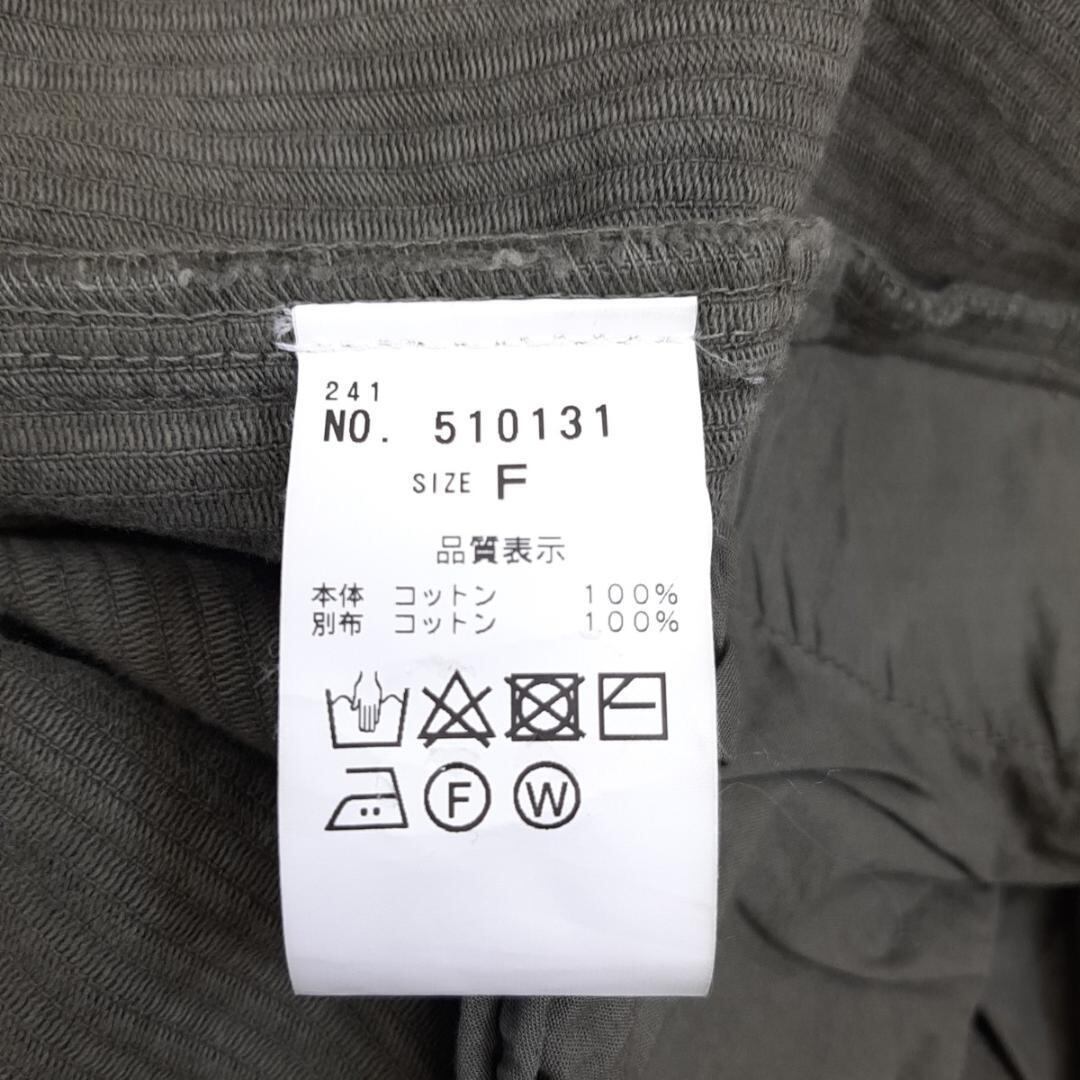 241
NO. 510131
SIZE F
品質表示
本体 コットン 100%
別布 コットン 100%
F W